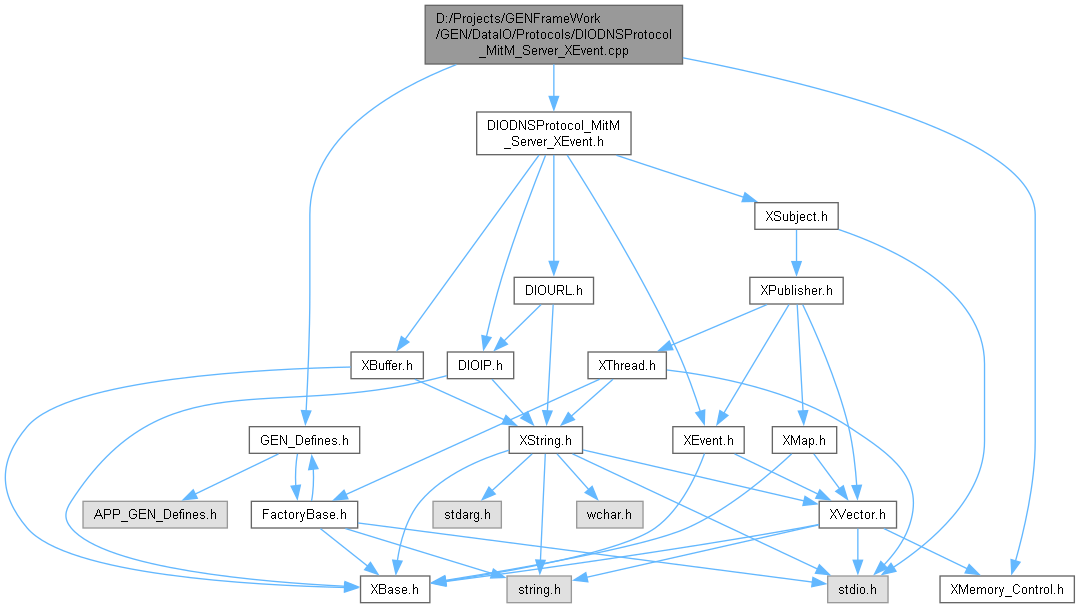 D:/Projects/GENFrameWork
/GEN/DataIO/Protocols/DIODNSProtocol
_MitM_Server_XEvent.cpp
DIODNSProtocol_MitM
_Server_XEvent.h
XSubject.h
DIOURL.h
XPublisher.h
XBuffer.h
DIOIP.h
XThread.h
GEN_Defines.h
XString.h
XEvent.h
XMap.h
APP_GEN_Defines.h
FactoryBase.h
stdarg.h
wchar.h
XVector.h
XBase.h
string.h
stdio.h
XMemory_Control.h